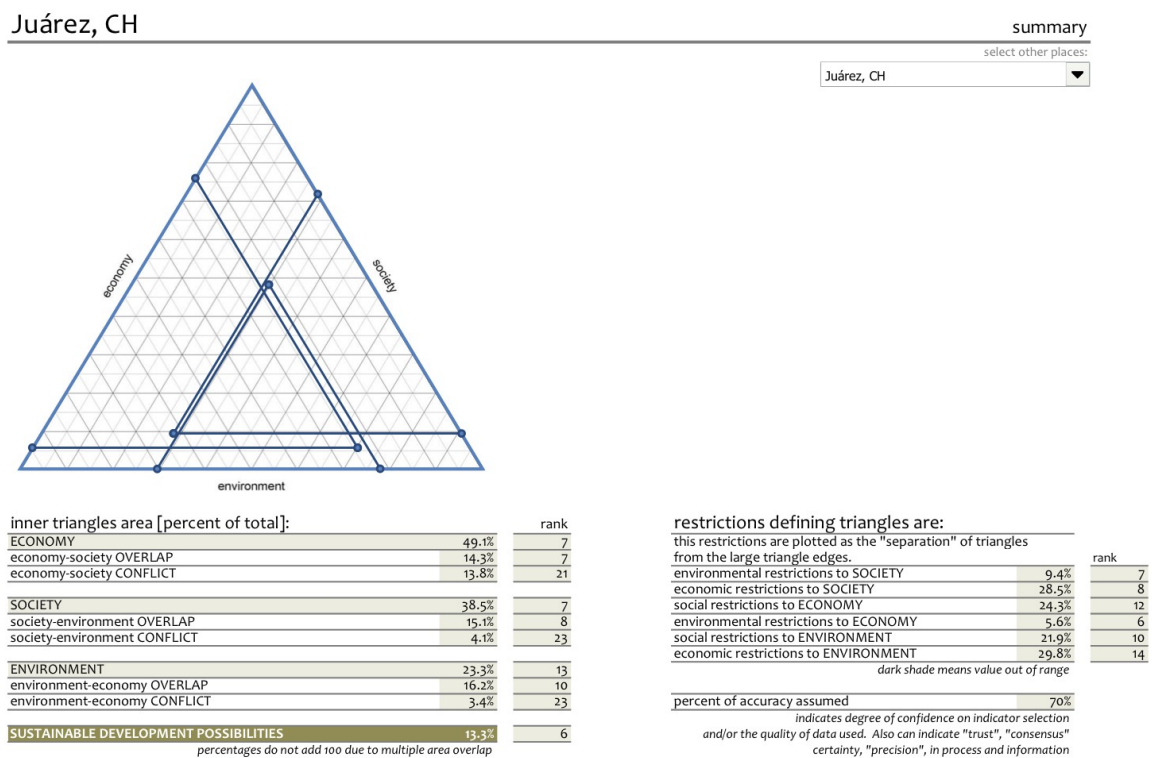 Juárez, CH
summary
select other places:
Juárez, CH
economy
society
environment
inner triangles area [percent of total]: rank
ECONOMY 49.1% 7
economy-society OVERLAP 14.3% 7
economy-society CONFLICT 13.8% 21
SOCIETY 38.5% 7
society-environment OVERLAP 15.1% 8
society-environment CONFLICT 4.1% 23
ENVIRONMENT 23.3% 13
environment-economy OVERLAP 16.2% 10
environment-economy CONFLICT 3.4% 23
SUSTAINABLE DEVELOPMENT POSSIBILITIES 13.3% 6
percentages do not add 100 due to multiple area overlap
restrictions defining triangles are:
this restrictions are plotted as the "separation" of triangles
from the large triangle edges. rank
environmental restrictions to SOCIETY 9.4% 7
economic restrictions to SOCIETY 28.5% 8
social restrictions to ECONOMY 24.3% 12
environmental restrictions to ECONOMY 5.6% 6
social restrictions to ENVIRONMENT 21.9% 10
economic restrictions to ENVIRONMENT 29.8% 14
dark shade means value out of range
percent of accuracy assumed 70%
indicates degree of confidence on indicator selection
and/or the quality of data used. Also can indicate "trust", "consensus"
certainty, "precision", in process and information